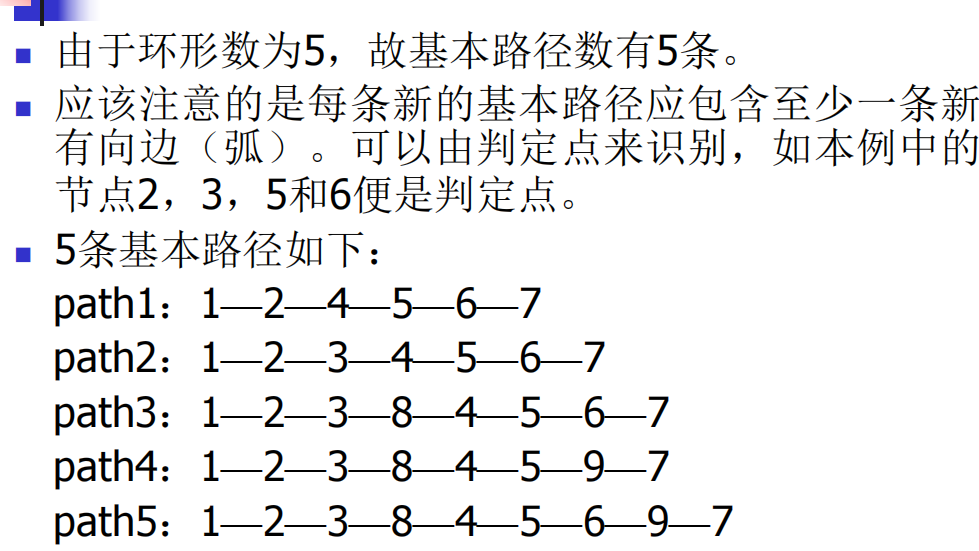 由于环形数为5，故基本路径数有5条。
应该注意的是每条新的基本路径应包含至少一条新
有向边（弧）。可以由判定点来识别，如本例中的
节点2，3，5和6便是判定点。
5条基本路径如下：
path1：1—2—4—5—6—7
path2：1—2—3—4—5—6—7
path3：1—2—3—8—4—5—6—7
path4：1—2—3—8—4—5—9—7
path5：1—2—3—8—4—5—6—9—7